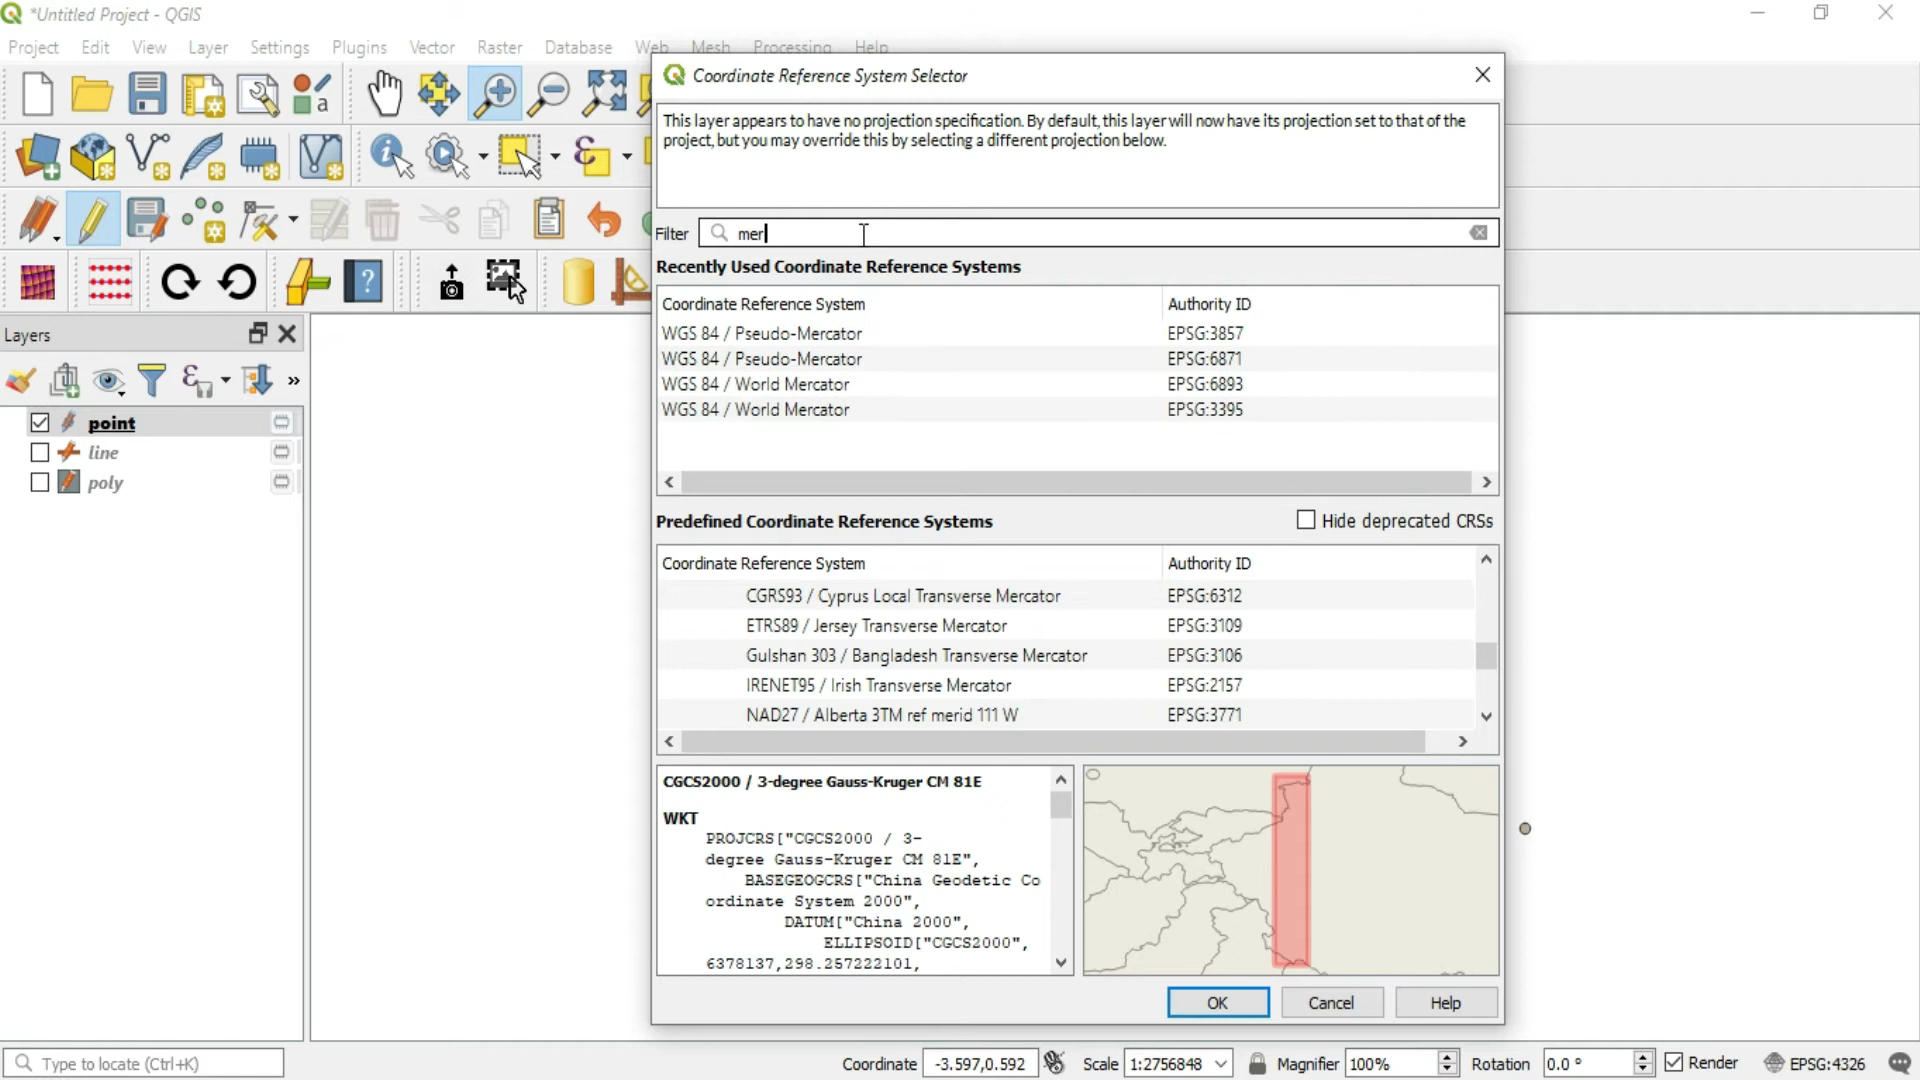 *Untitled Project - QGIS
Project Edit View Layer Settings Plugins Vector Raster Database Web Mesh Processing Help
Coordinate Reference System Selector
This layer appears to have no projection specification. By default, this layer will now have its projection set to that of the
project, but you may override this by selecting a different projection below.
Filter mer
Recently Used Coordinate Reference Systems
Coordinate Reference System Authority ID
WGS 84 / Pseudo-Mercator EPSG:3857
WGS 84 / Pseudo-Mercator EPSG:6871
WGS 84 / World Mercator EPSG:6893
WGS 84 / World Mercator EPSG:3395
Layers
point
line
poly
Predefined Coordinate Reference Systems Hide deprecated CRSs
Coordinate Reference System Authority ID
CGRS93 / Cyprus Local Transverse Mercator EPSG:6312
ETRS89 / Jersey Transverse Mercator EPSG:3109
Gulshan 303 / Bangladesh Transverse Mercator EPSG:3106
IRENET95 / Irish Transverse Mercator EPSG:2157
NAD27 / Alberta 3TM ref merid 111 W EPSG:3771
CGCS2000 / 3-degree Gauss-Kruger CM 81E
WKT
PROJCRS["CGCS2000 / 3-
degree Gauss-Kruger CM 81E",
BASEGEOGCRS["China Geodetic Co
ordinate System 2000",
DATUM["China 2000",
ELLIPSOID["CGCS2000",
6378137,298.257222101,
OK Cancel Help
Type to locate (Ctrl+K) Coordinate -3.597,0.592 Scale 1:2756848 Magnifier 100% Rotation 0.0 ° Render EPSG:4326